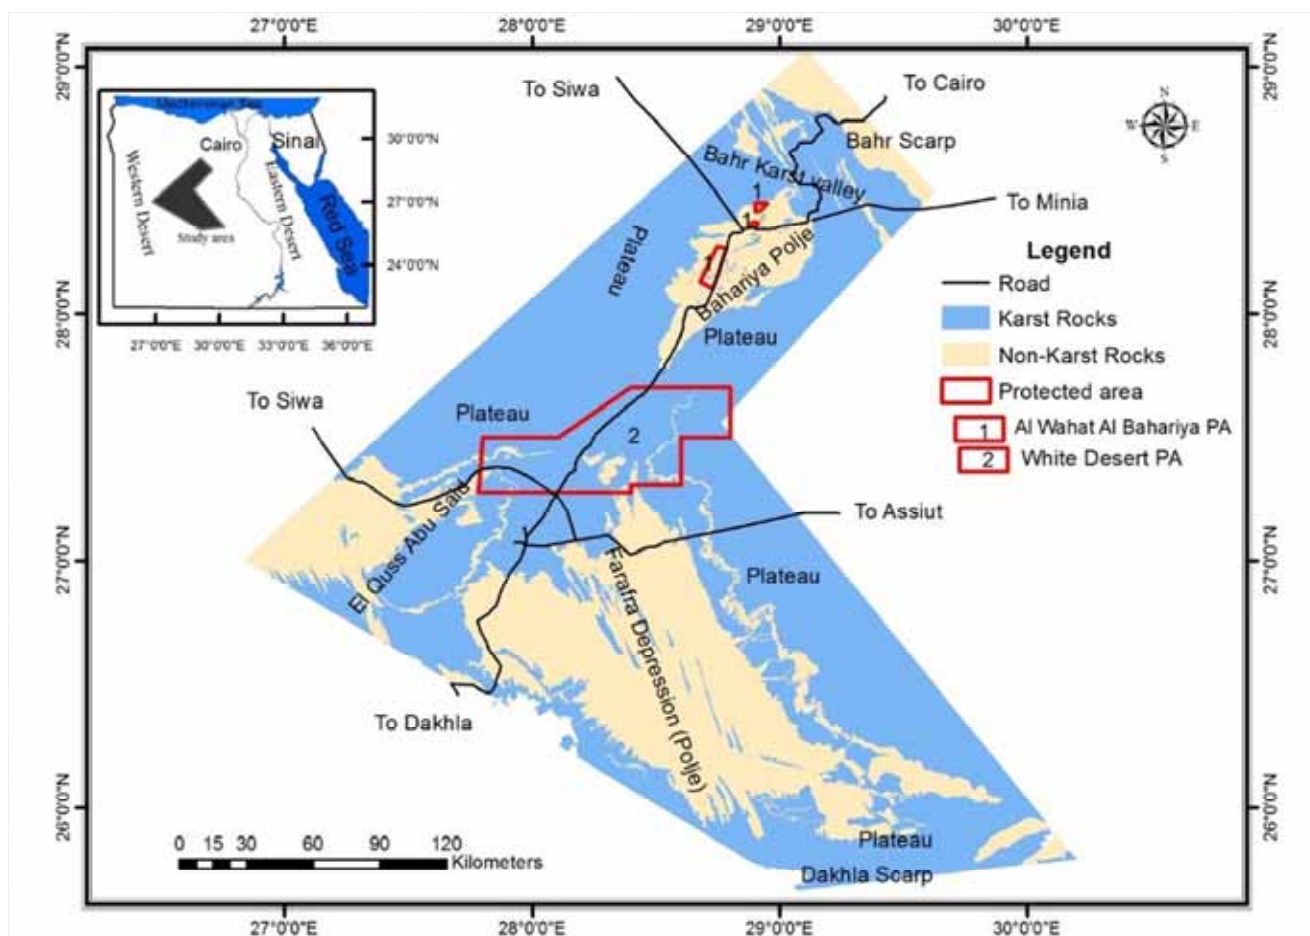 27°0'0"E 28°0'0"E 29°0'0"E 30°0'0"E
29°0'0"N
28°0'0"N
27°0'0"N
26°0'0"N
29°0'0"N
28°0'0"N
27°0'0"N
26°0'0"N
Mediterranean Sea
Cairo
Sinai
Western Desert
Eastern Desert
Red Sea
Study area
30°0'0"N
27°0'0"N
24°0'0"N
27°0'0"E 30°0'0"E 33°0'0"E 36°0'0"E
To Siwa
To Cairo
Bahr Scarp
Bahr Karst valley
N
W E
S
1
1
1
To Minia
Plateau
Bahariya Polje
Plateau
Legend
Road
Karst Rocks
Non-Karst Rocks
Protected area
1 Al Wahat Al Bahariya PA
2 White Desert PA
To Siwa
Plateau
2
El Quss Abu Said
To Assiut
Plateau
Farafra Depression (Polje)
To Dakhla
Plateau
Dakhla Scarp
0 15 30 60 90 120
Kilometers
27°0'0"E 28°0'0"E 29°0'0"E 30°0'0"E